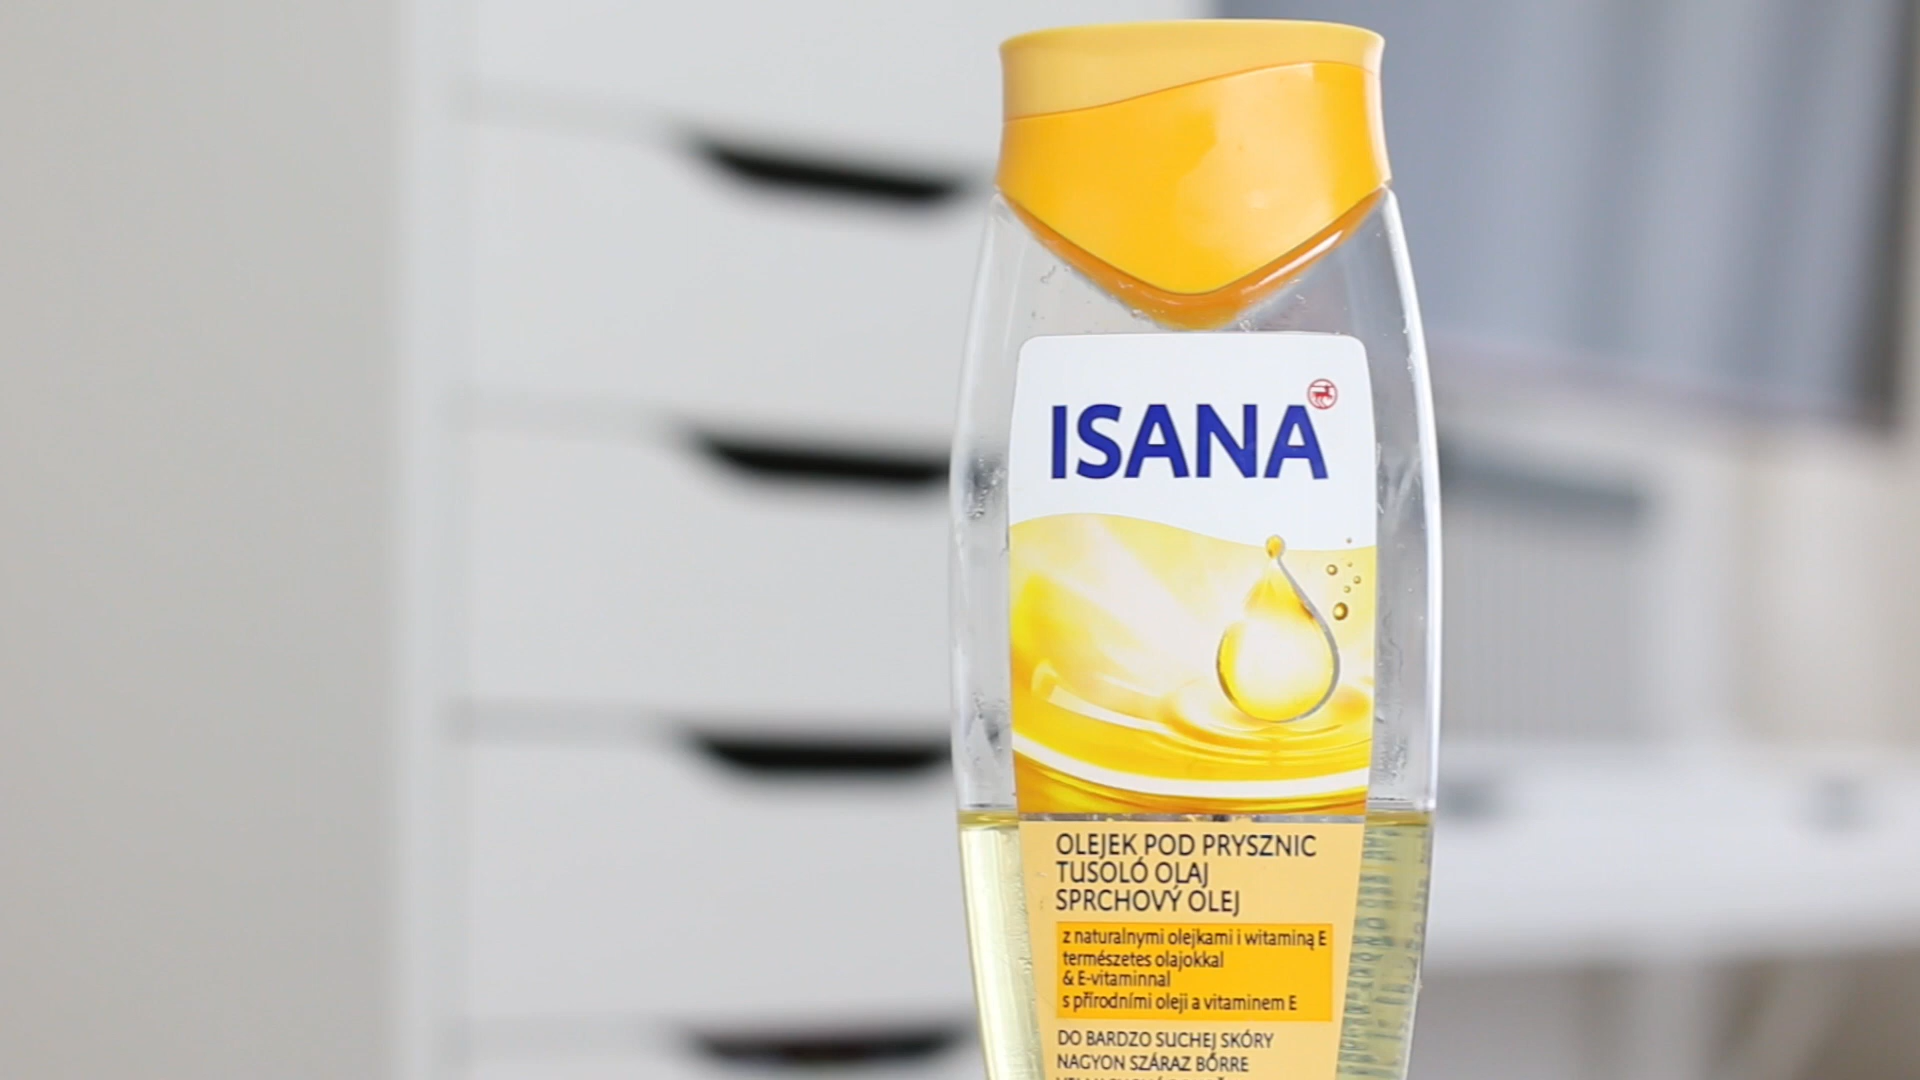 ISANA
OLEJEK POD PRYSZNIC
TUSOLÓ OLAJ
SPRCHOVÝ OLEJ
z naturalnymi olejkami i witaminą E
természetes olajokkal
& E-vitaminnal
s přírodními oleji a vitaminem E
DO BARDZO SUCHEJ SKÓRY
NAGYON SZÁRAZ BŐRRE